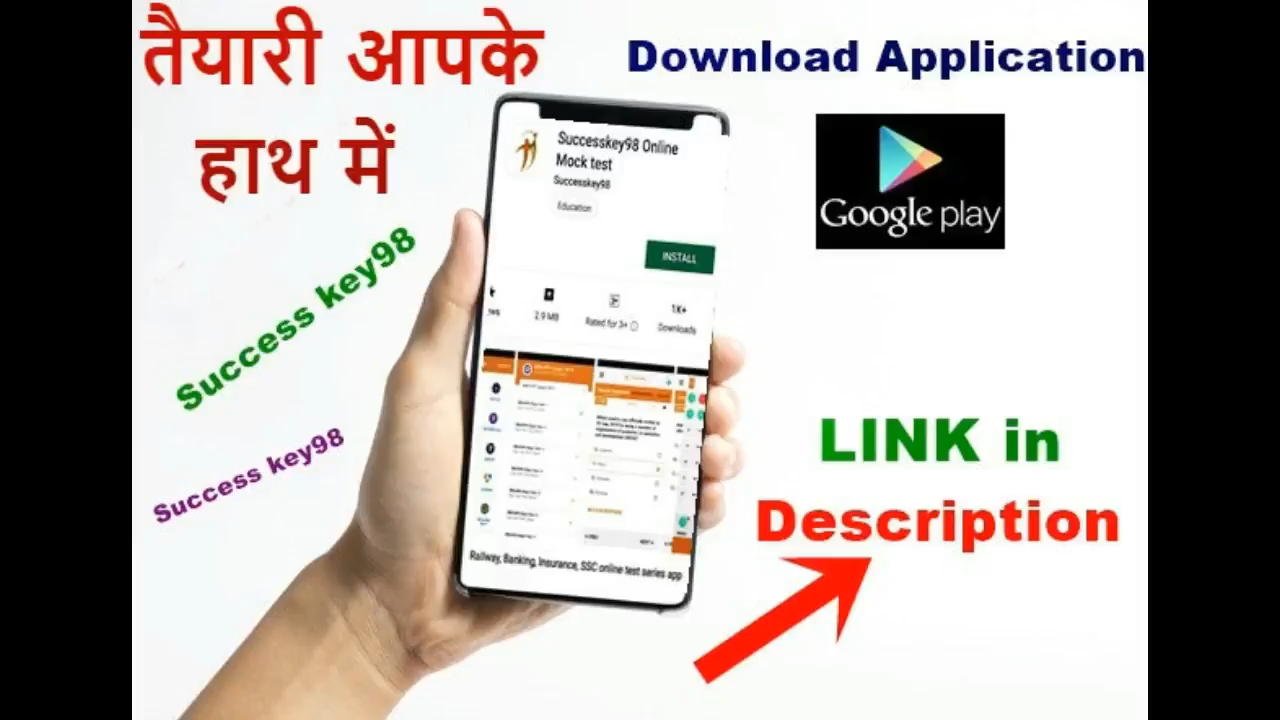 तैयारी आपके
हाथ में
Download Application
Google play
Success key98
Success key98
Successkey98 Online
Mock test
Successkey98
Education
INSTALL
2.9 MB
Rated for 3+
1K+
Downloads
Railway, Banking, Insurance, SSC online test series app
LINK in
Description